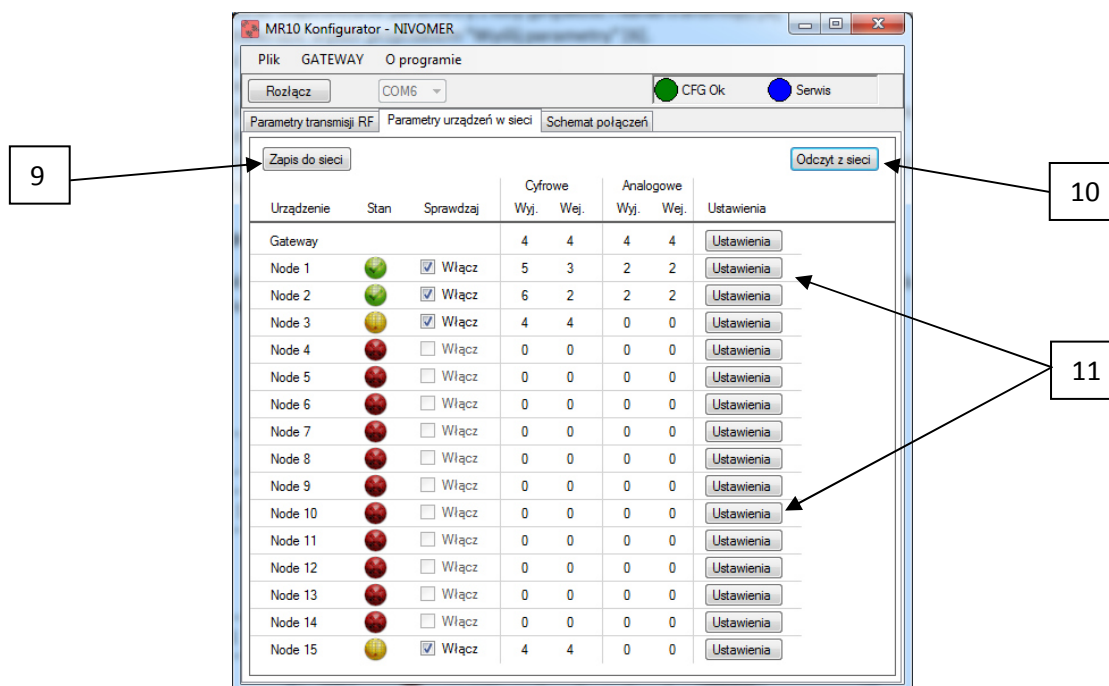 MR10 Konfigurator - NIVOMER
Plik GATEWAY O programie
Rozłącz COM6 CFG Ok Serwis
Parametry transmisji RF Parametry urządzeń w sieci Schemat połączeń
9 Zapis do sieci Odczyt z sieci 10
Cyfrowe Analogowe
Urządzenie Stan Sprawdzaj Wyj. Wej. Wyj. Wej. Ustawienia
Gateway 4 4 4 4 Ustawienia
Node 1 Włącz 5 3 2 2 Ustawienia
Node 2 Włącz 6 2 2 2 Ustawienia
Node 3 Włącz 4 4 0 0 Ustawienia
Node 4 Włącz 0 0 0 0 Ustawienia
Node 5 Włącz 0 0 0 0 Ustawienia
11
Node 6 Włącz 0 0 0 0 Ustawienia
Node 7 Włącz 0 0 0 0 Ustawienia
Node 8 Włącz 0 0 0 0 Ustawienia
Node 9 Włącz 0 0 0 0 Ustawienia
Node 10 Włącz 0 0 0 0 Ustawienia
Node 11 Włącz 0 0 0 0 Ustawienia
Node 12 Włącz 0 0 0 0 Ustawienia
Node 13 Włącz 0 0 0 0 Ustawienia
Node 14 Włącz 0 0 0 0 Ustawienia
Node 15 Włącz 4 4 0 0 Ustawienia